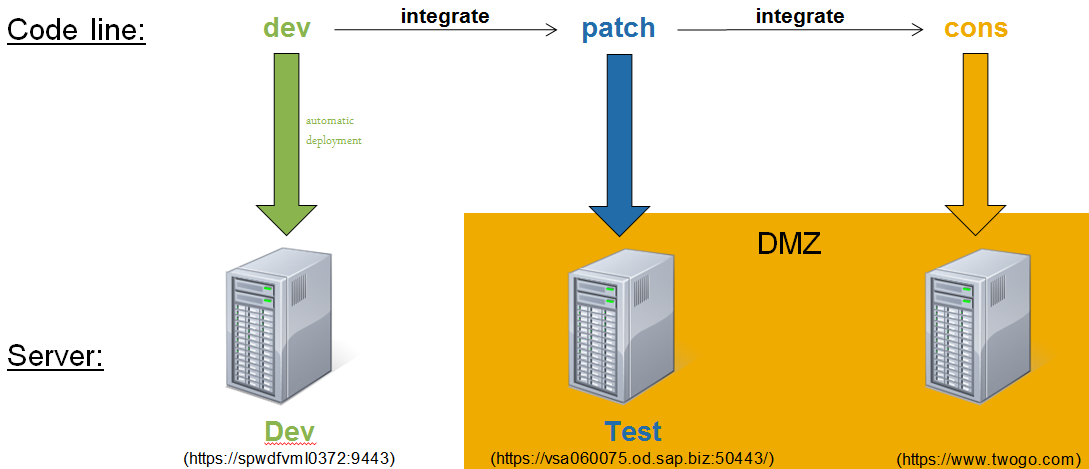 integrate
integrate
Code line:
dev
patch
cons
automatic
deployment
DMZ
Server:
Dev
Test
(https://spwdfvml0372:9443)
(https://vsa060075.od.sap.biz:50443/)
(https://www.twogo.com)